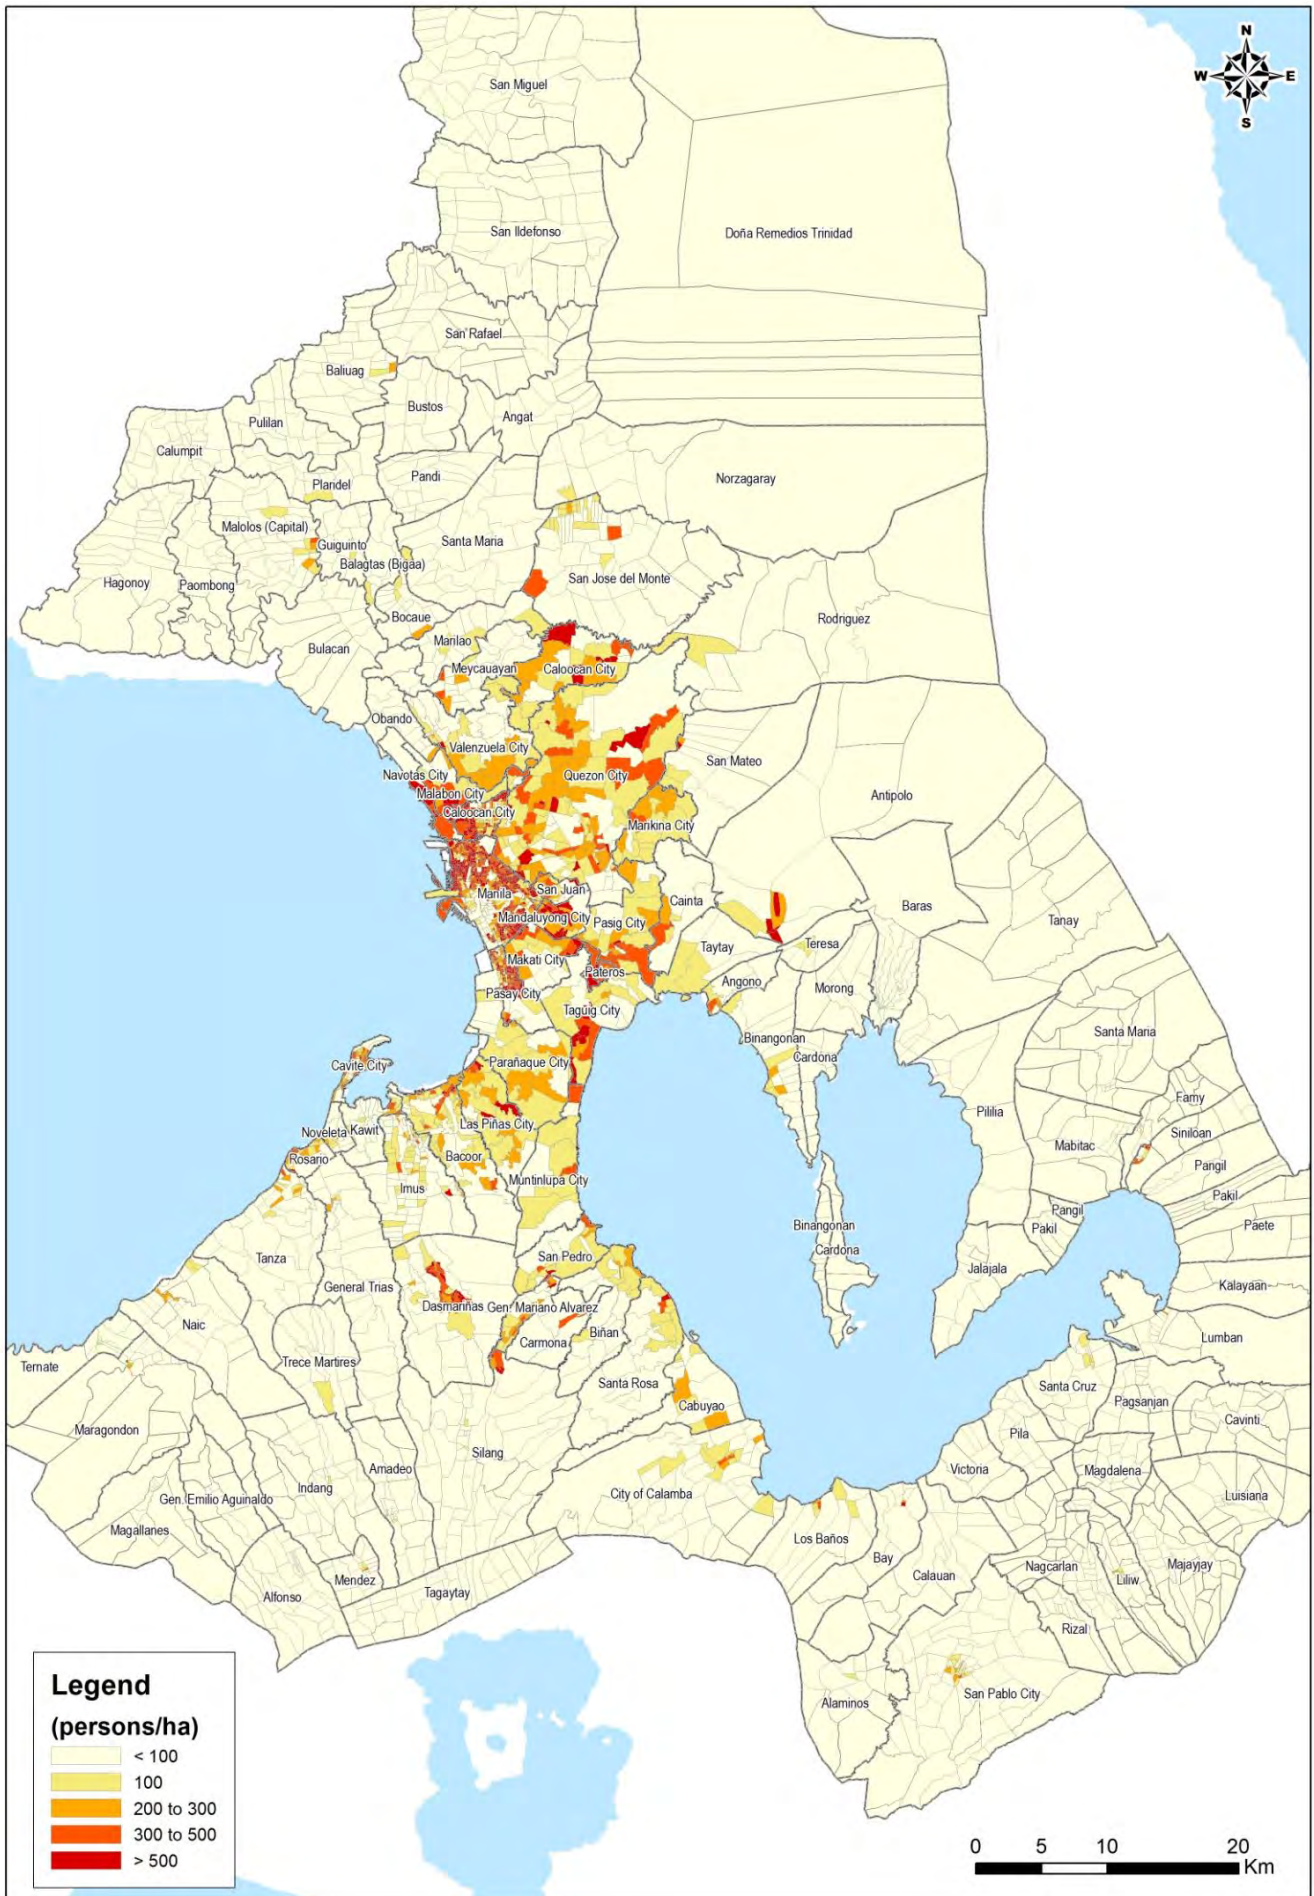 N
W E
S
San Miguel
San Ildefonso
Doña Remedios Trinidad
San Rafael
Baliuag
Bustos
Angat
Pulilan
Calumpit
Pandi
Norzagaray
Plaridel
Malolos (Capital)
Guiguinto
Santa Maria
Balagtas (Bigaa)
San Jose del Monte
Hagonoy
Paombong
Bocaue
Rodriguez
Bulacan
Marilao
Meycauayan
Caloocan City
Obando
Valenzuela City
San Mateo
Navotas City
Quezon City
Malabon City
Antipolo
Caloocan City
Marikina City
Manila
San Juan
Cainta
Baras
Mandaluyong City
Pasig City
Tanay
Taytay
Teresa
Makati City
Pateros
Angono
Morong
Pasay City
Taguig City
Santa Maria
Binangonan
Cardona
Parañaque City
Cavite City
Famy
Pililia
Las Piñas City
Siniloan
Noveleta
Kawit
Mabitac
Rosario
Bacoor
Pangil
Imus
Muntinlupa City
Pakil
Pangil
Binangonan
Pakil
Paete
Cardona
San Pedro
Tanza
Jalajala
General Trias
Kalayaan
Dasmariñas
Gen. Mariano Alvarez
Naic
Carmona
Biñan
Lumban
Trece Martires
Ternate
Santa Rosa
Santa Cruz
Pagsanjan
Cabuyao
Cavinti
Maragondon
Pila
Silang
Amadeo
Victoria
Magdalena
Indang
City of Calamba
Luisiana
Gen. Emilio Aguinaldo
Magallanes
Los Baños
Bay
Nagcarlan
Majayjay
Calauan
Liliw
Mendez
Tagaytay
Alfonso
Rizal
San Pablo City
Alaminos
Legend
(persons/ha)
< 100
100
200 to 300
300 to 500
> 500
0 5 10 20
Km